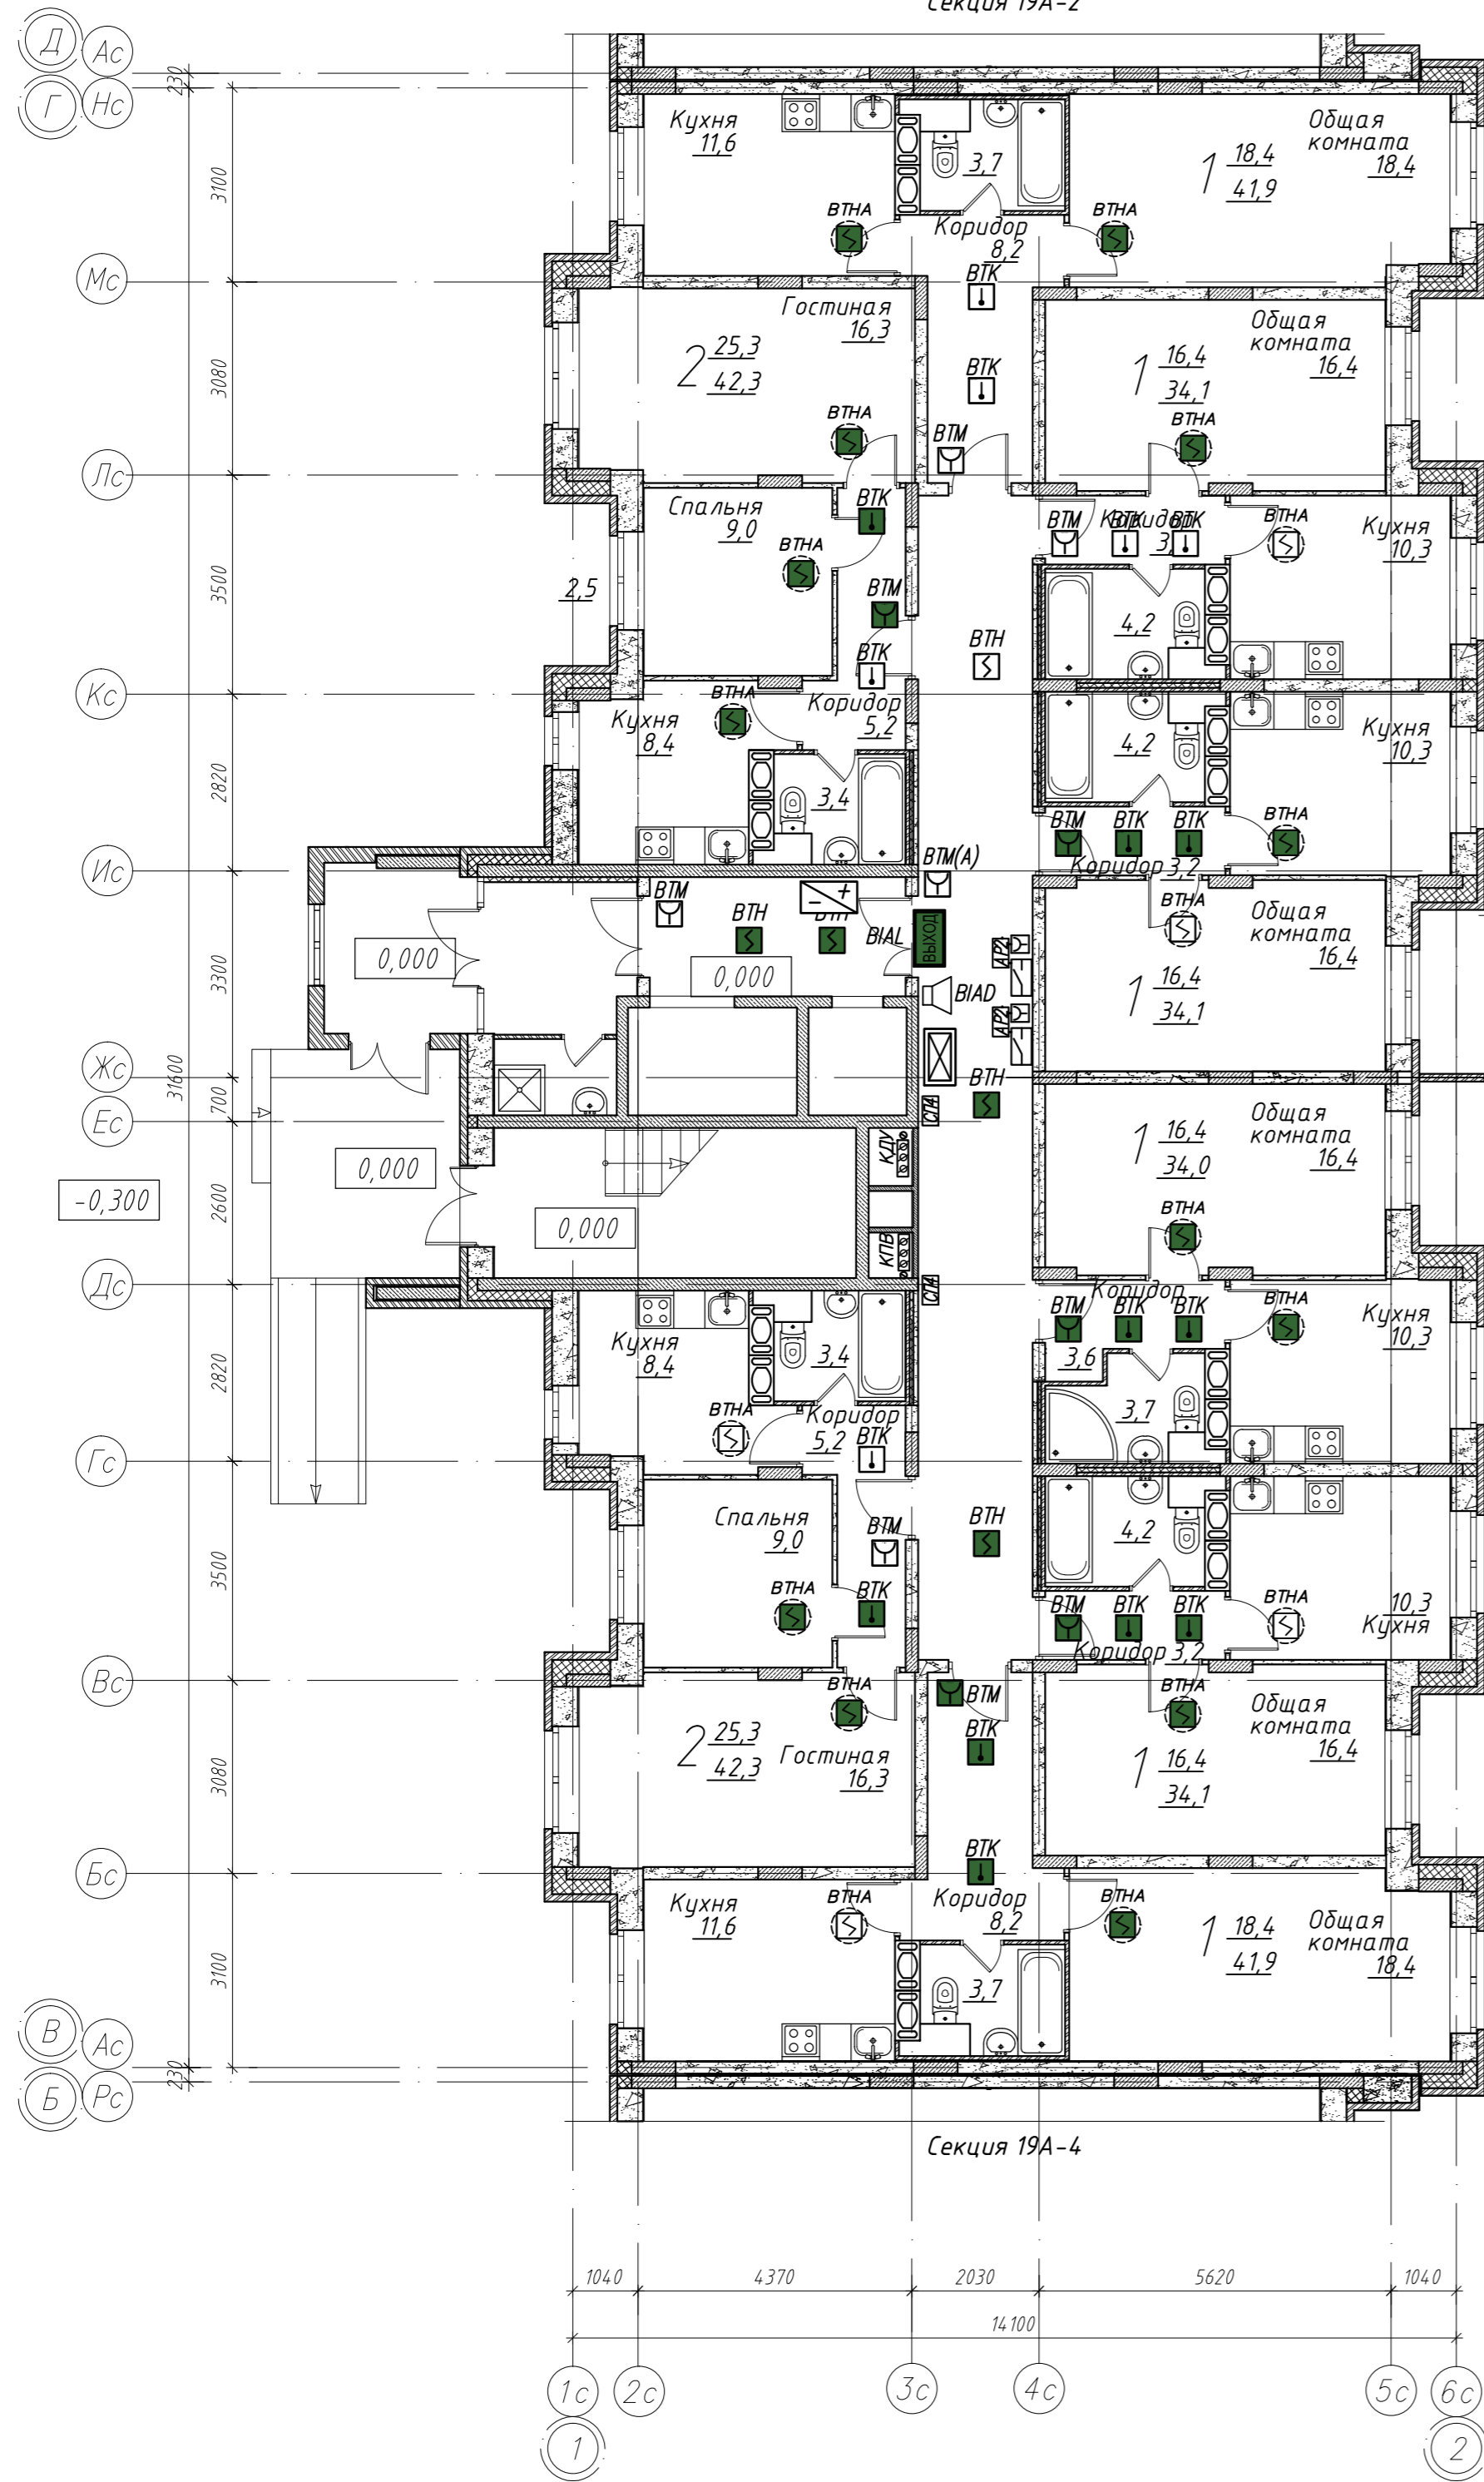 Секция 19А-2
Д
Ас
Г
Нс
230
Кухня
11,6
3,7
1 18,4
41,9
Общая
комната
18,4
3100
ВТНА
Коридор
8,2
ВТНА
ВТК
Мс
Гостиная
16,3
2 25,3
42,3
Общая
комната
16,4
1 16,4
34,1
3080
ВТК
ВТНА
ВТМ
ВТНА
Лс
Спальня
9,0
ВТК
ВТНА
ВТМ
Коридор
ВТК
ВТК
ВТНА
Кухня
10,3
3500
2,5
ВТМ
4,2
ВТН
ВТК
Кс
ВТНА
Коридор
5,2
Кухня
8,4
4,2
Кухня
10,3
2820
3,4
ВТМ
ВТК
ВТК
ВТНА
Коридор 3,2
Ис
ВТМ(А)
ВТМ
ВТН
ВТН
BIAL
ВЫХОД
ВТНА
Общая
комната
16,4
3300
0,000
0,000
BIAD
АР2
АР2
1 16,4
34,1
31600
Жс
700
Ес
ВТН
СП4
КДУ
1 16,4
34,0
Общая
комната
16,4
-0,300
0,000
2600
0,000
КПВ
ВТНА
Дс
СП4
Коридор
ВТМ
ВТК
ВТК
ВТНА
3,6
Кухня
10,3
Кухня
8,4
3,4
2820
3,7
ВТНА
Коридор
5,2
ВТК
Гс
Спальня
9,0
ВТМ
ВТН
4,2
3500
ВТНА
ВТК
ВТМ
ВТК
ВТК
ВТНА
10,3
Кухня
Коридор 3,2
Вс
ВТНА
ВТМ
ВТНА
Общая
комната
16,4
2 25,3
42,3
Гостиная
16,3
ВТК
1 16,4
34,1
3080
Бс
ВТК
Кухня
11,6
ВТНА
Коридор
8,2
ВТНА
1 18,4
41,9
Общая
комната
18,4
3100
3,7
В
Ас
230
Б
Рс
Секция 19А-4
1040
4370
2030
5620
1040
14100
1с
2с
3с
4с
5с
6с
1
2